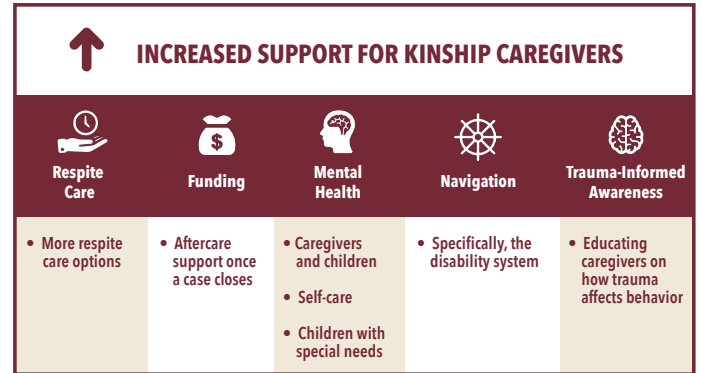 INCREASED SUPPORT FOR KINSHIP CAREGIVERS
$
Respite
Care
Funding
Mental
Health
Navigation
Trauma-Informed
Awareness
• More respite
care options
• Aftercare
support once
a case closes
• Caregivers
and children
• Self-care
• Children with
special needs
• Specifically, the
disability system
• Educating
caregivers on
how trauma
affects behavior